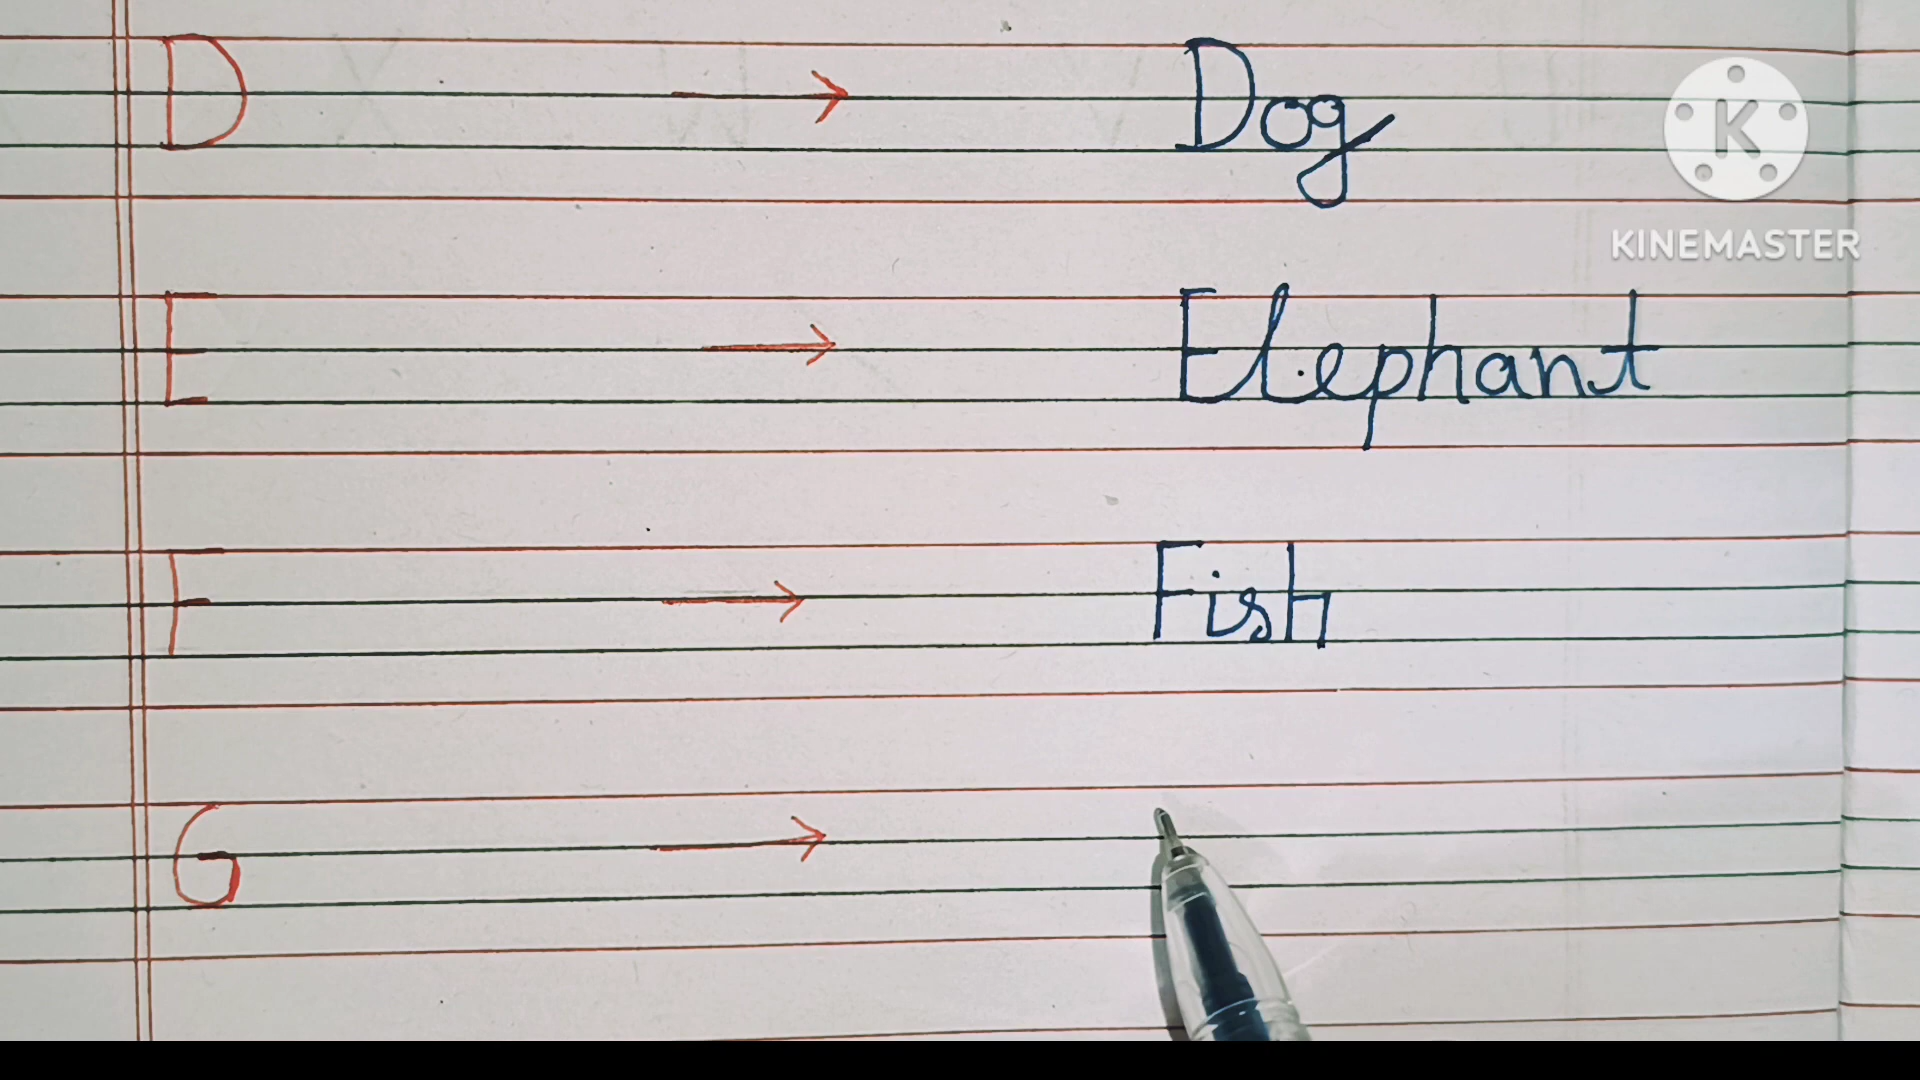 D → Dog
KINEMASTER
E → Elephant
F → Fish
G →